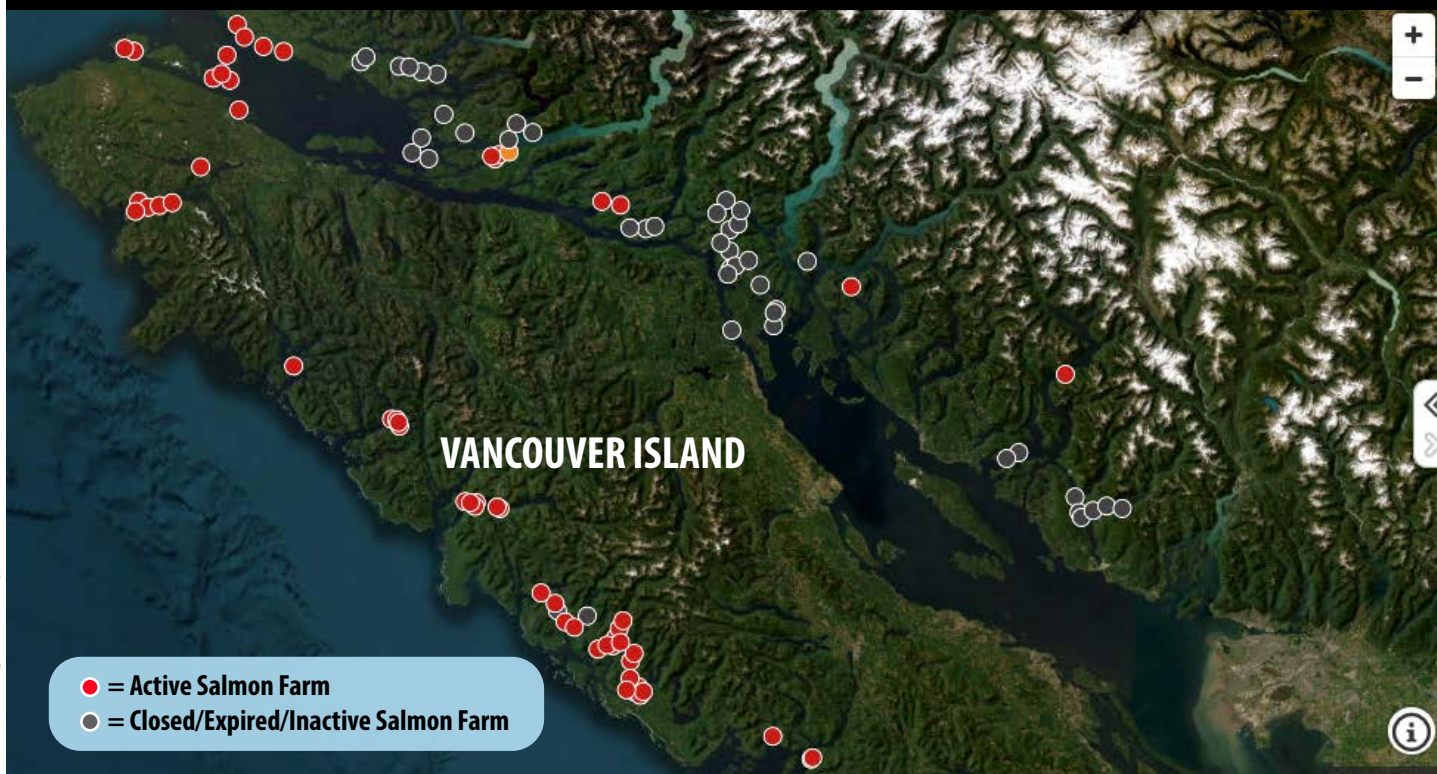 +
−
VANCOUVER ISLAND
= Active Salmon Farm
= Closed/Expired/Inactive Salmon Farm
i